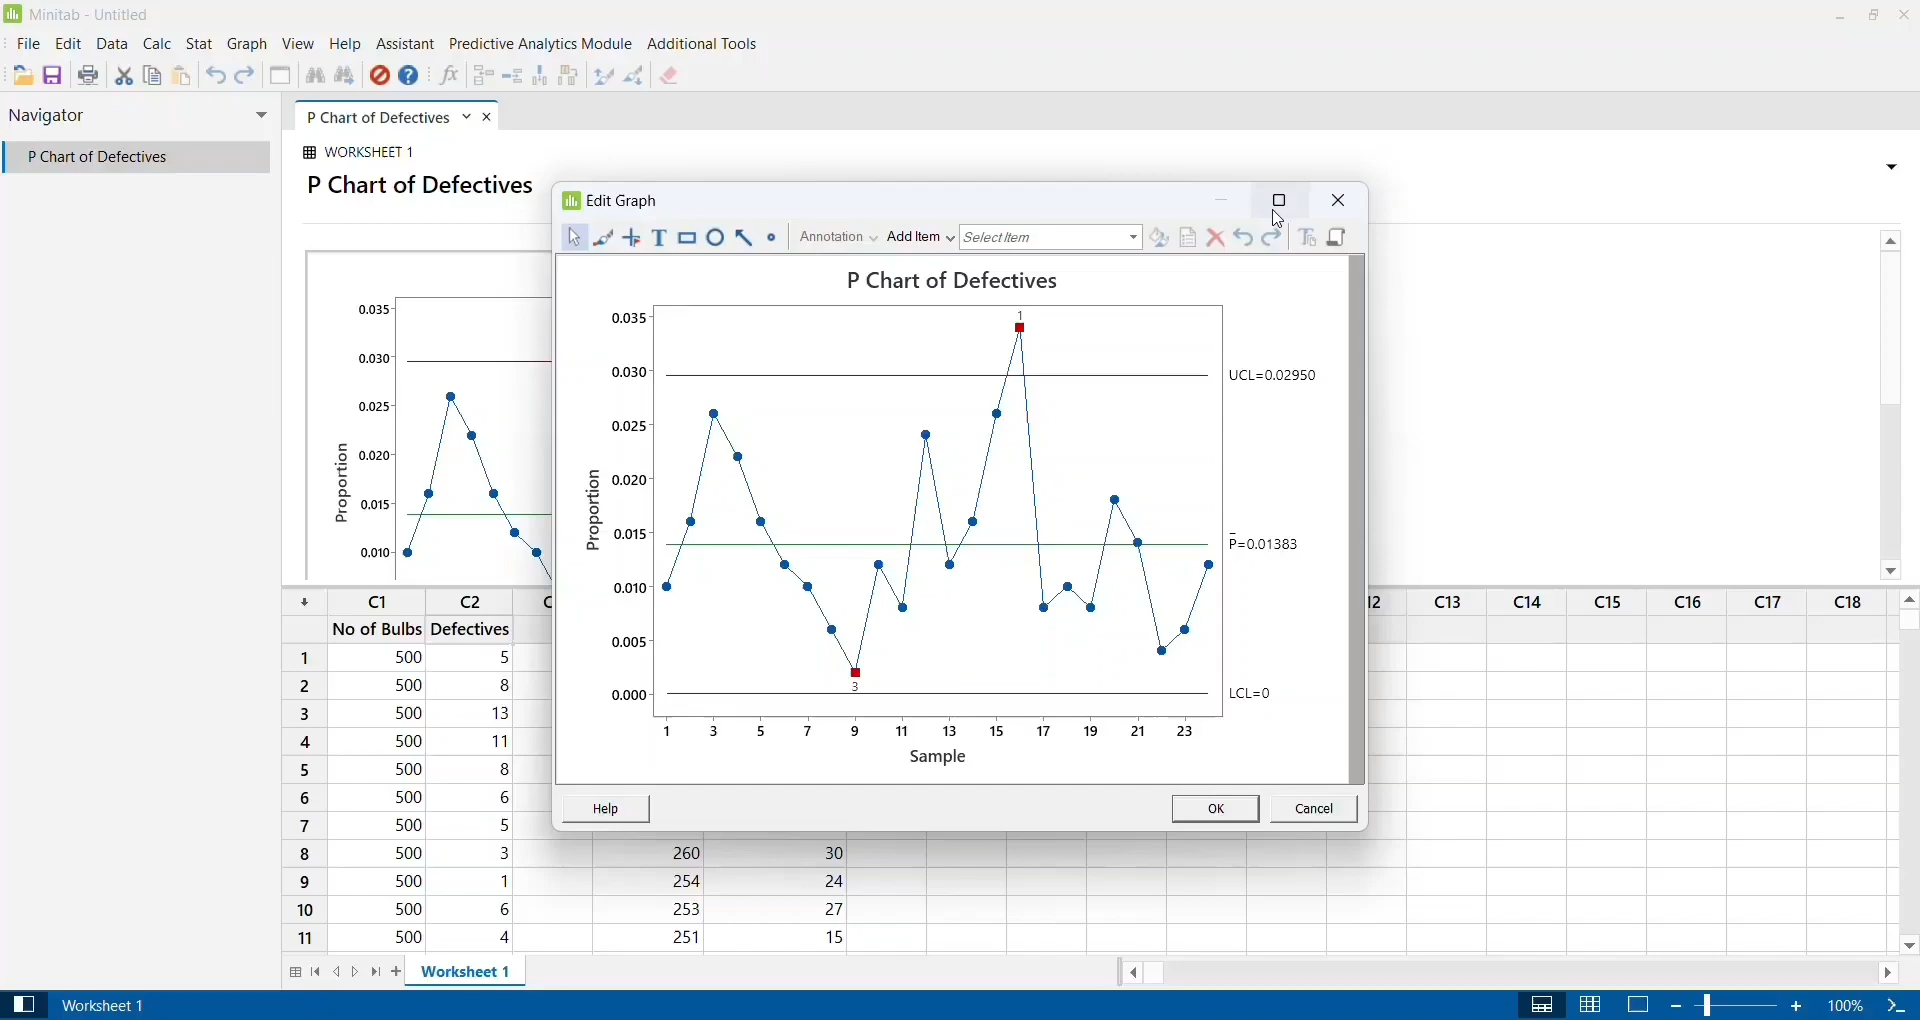 Minitab - Untitled
File Edit Data Calc Stat Graph View Help Assistant Predictive Analytics Module Additional Tools
Navigator
P Chart of Defectives
P Chart of Defectives
WORKSHEET 1
P Chart of Defectives
0.035
0.030
0.025
0.020
0.015
0.010
Proportion
Edit Graph
Annotation Add Item Select Item
P Chart of Defectives
0.035
0.030
0.025
0.020
0.015
0.010
0.005
0.000
Proportion
1
3
UCL=0.02950
P̄=0.01383
LCL=0
1 3 5 7 9 11 13 15 17 19 21 23
Sample
Help OK Cancel
C1 C2 C 12 C13 C14 C15 C16 C17 C18
No of Bulbs Defectives
1 500 5
2 500 8
3 500 13
4 500 11
5 500 8
6 500 6
7 500 5
8 500 3 260 30
9 500 1 254 24
10 500 6 253 27
11 500 4 251 15
Worksheet 1
Worksheet 1 100%